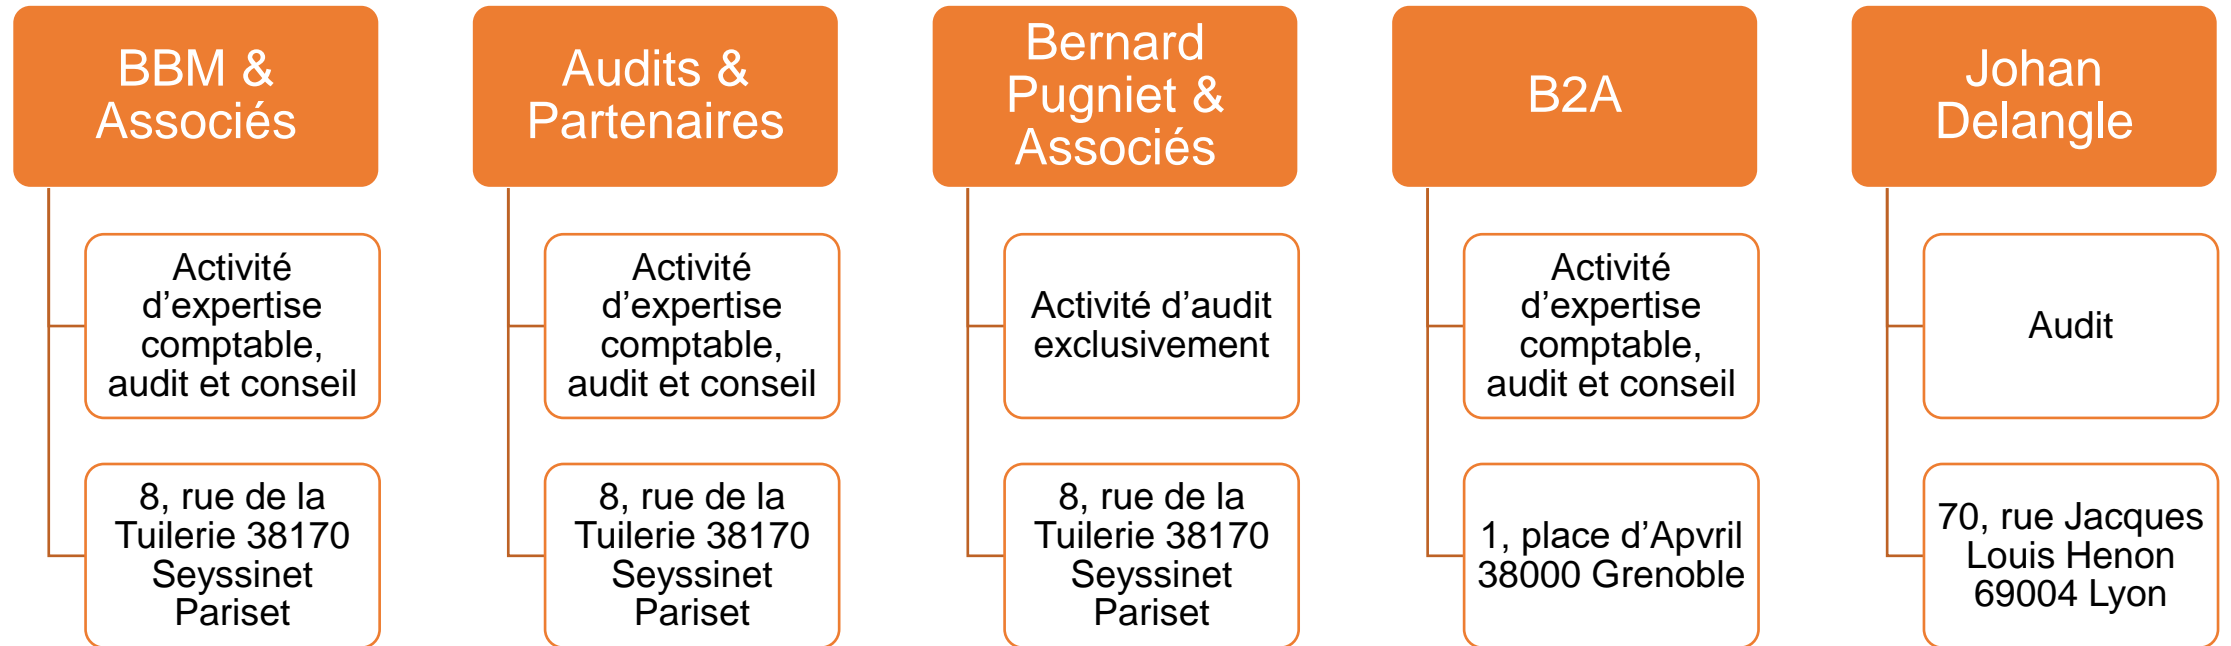 BBM &
Associés
Activité
d’expertise
comptable,
audit et conseil
8, rue de la
Tuilerie 38170
Seyssinet
Pariset
Audits &
Partenaires
Activité
d’expertise
comptable,
audit et conseil
8, rue de la
Tuilerie 38170
Seyssinet
Pariset
Bernard
Pugniet &
Associés
Activité d’audit
exclusivement
8, rue de la
Tuilerie 38170
Seyssinet
Pariset
B2A
Activité
d’expertise
comptable,
audit et conseil
1, place d’Apvril
38000 Grenoble
Johan
Delangle
Audit
70, rue Jacques
Louis Henon
69004 Lyon